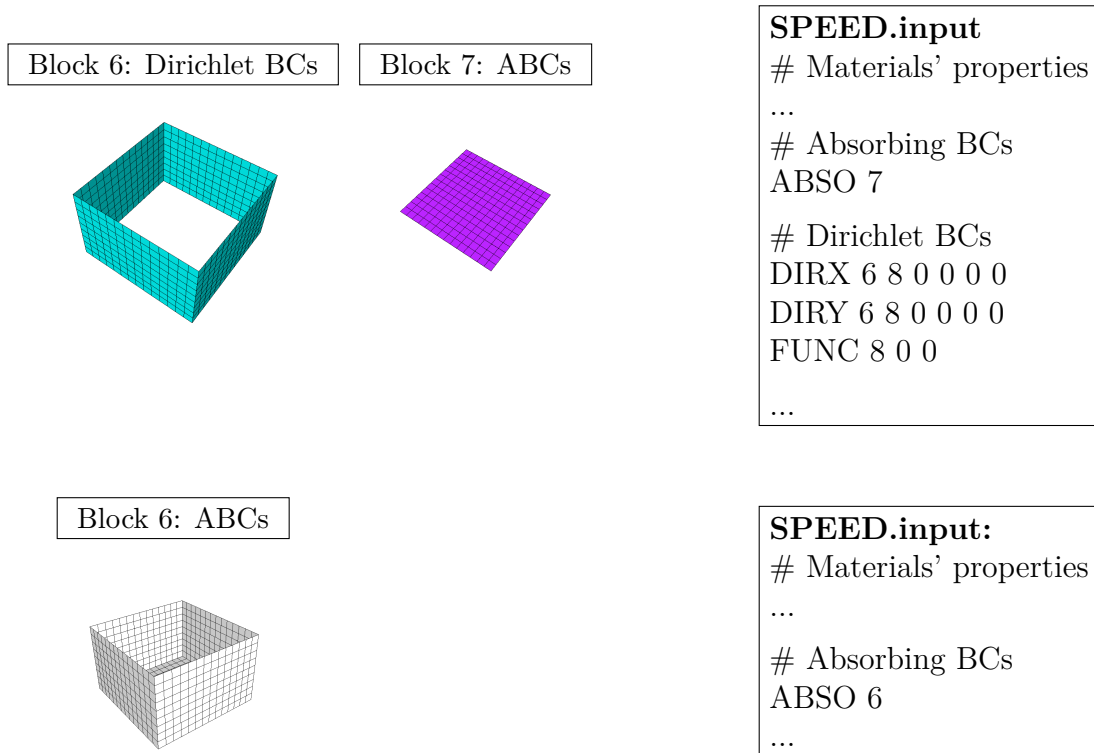 Block 6: Dirichlet BCs
Block 7: ABCs
SPEED.input
# Materials' properties
...
# Absorbing BCs
ABSO 7
# Dirichlet BCs
DIRX 6 8 0 0 0 0
DIRY 6 8 0 0 0 0
FUNC 8 0 0
...
Block 6: ABCs
SPEED.input:
# Materials' properties
...
# Absorbing BCs
ABSO 6
...